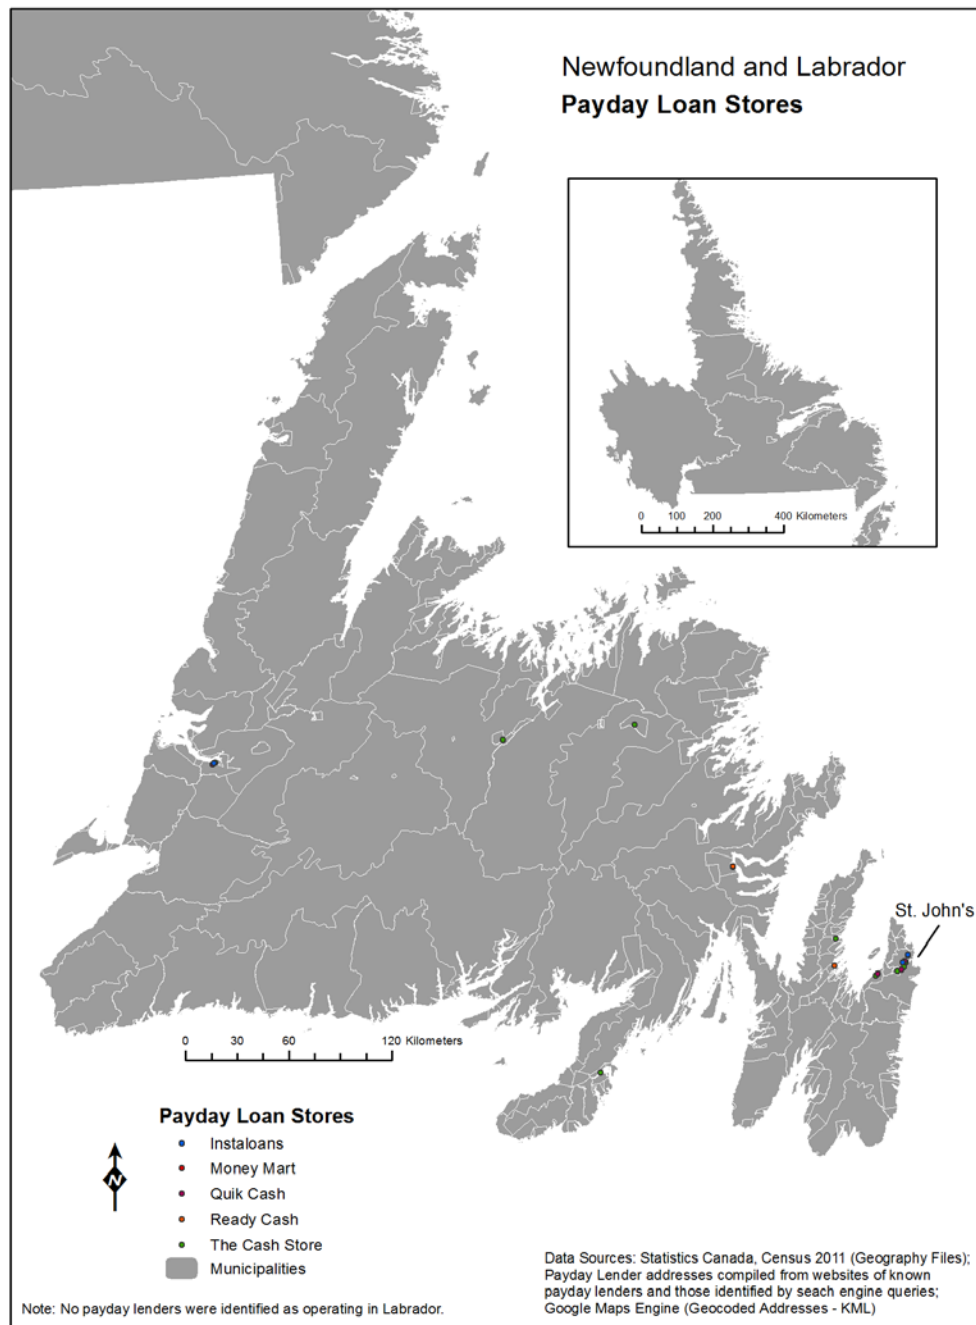 Newfoundland and Labrador
Payday Loan Stores
0 100 200 400 Kilometers
St. John's
0 30 60 120 Kilometers
Payday Loan Stores
Instaloans
Money Mart
Quik Cash
Ready Cash
The Cash Store
Municipalities
N
Note: No payday lenders were identified as operating in Labrador.
Data Sources: Statistics Canada, Census 2011 (Geography Files);
Payday Lender addresses compiled from websites of known
payday lenders and those identified by seach engine queries;
Google Maps Engine (Geocoded Addresses - KML)